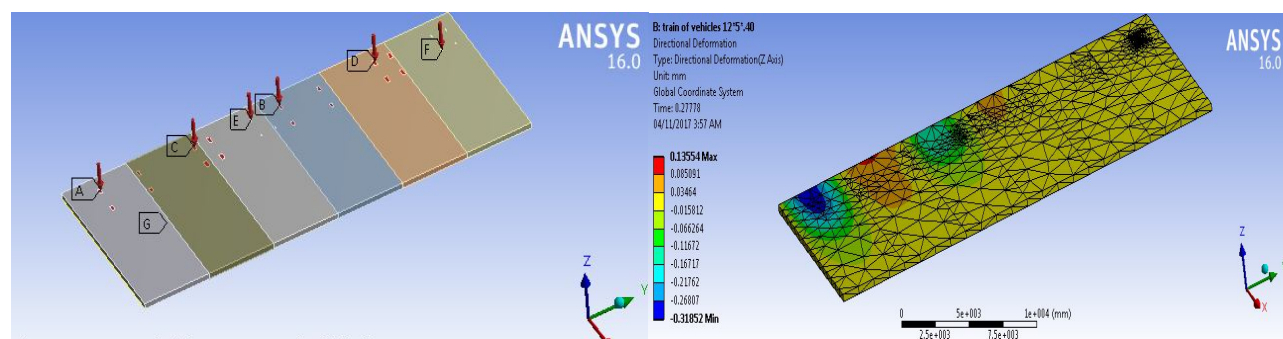 ANSYS
16.0
A
C
E
B
D
F
G
Z
Y
B: train of vehicles 12*5*.40
Directional Deformation
Type: Directional Deformation(Z Axis)
Unit: mm
Global Coordinate System
Time: 0.27778
04/11/2017 3:57 AM
0.13554 Max
0.085091
0.03464
-0.015812
-0.066264
-0.11672
-0.16717
-0.21762
-0.26807
-0.31852 Min
ANSYS
16.0
Z
X
0
5e+003
1e+004 (mm)
2.5e+003
7.5e+003